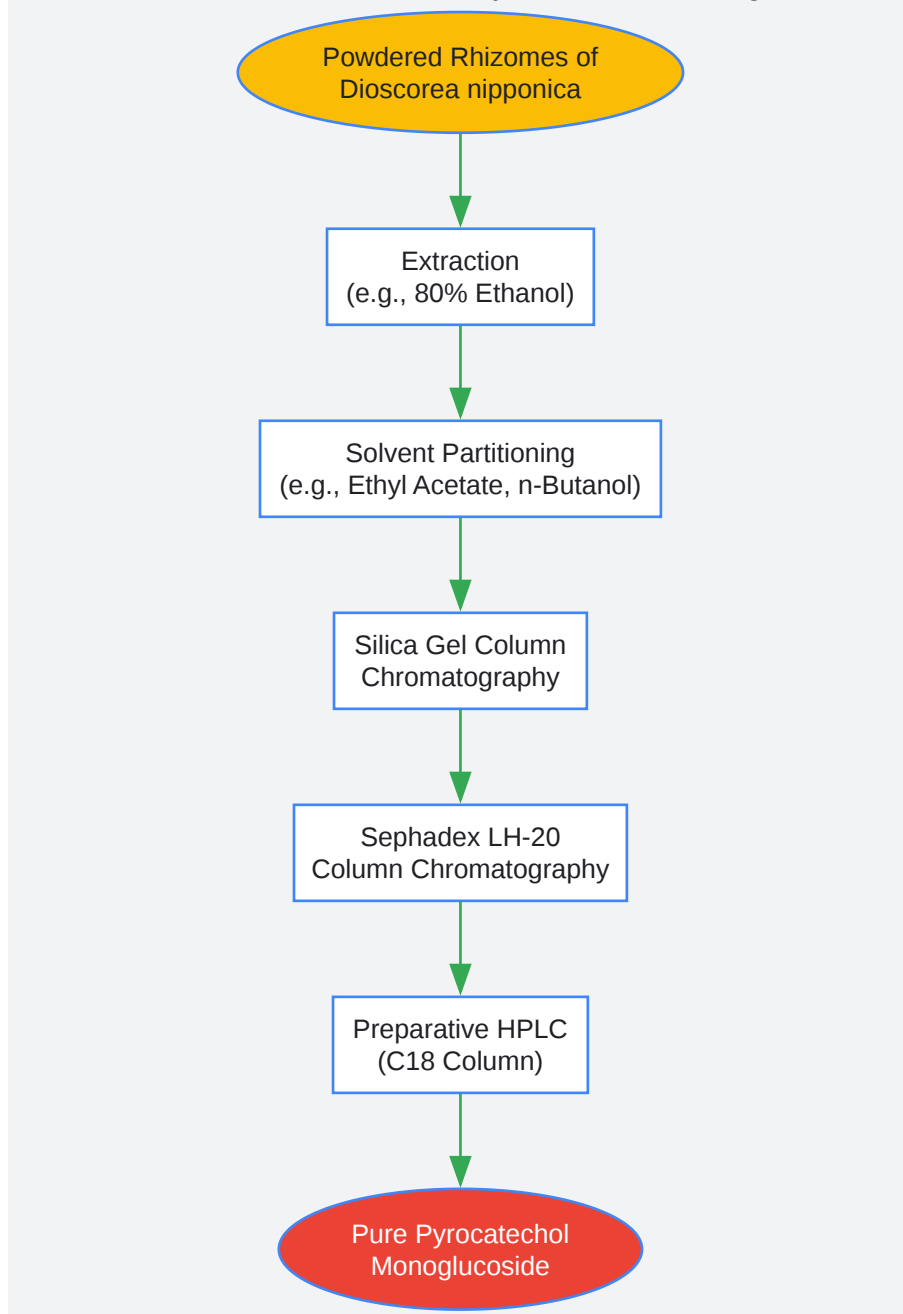 Powdered Rhizomes of
Dioscorea nipponica
Extraction
(e.g., 80% Ethanol)
Solvent Partitioning
(e.g., Ethyl Acetate, n-Butanol)
Silica Gel Column
Chromatography
Sephadex LH-20
Column Chromatography
Preparative HPLC
(C18 Column)
Pure Pyrocatechol
Monoglucoside